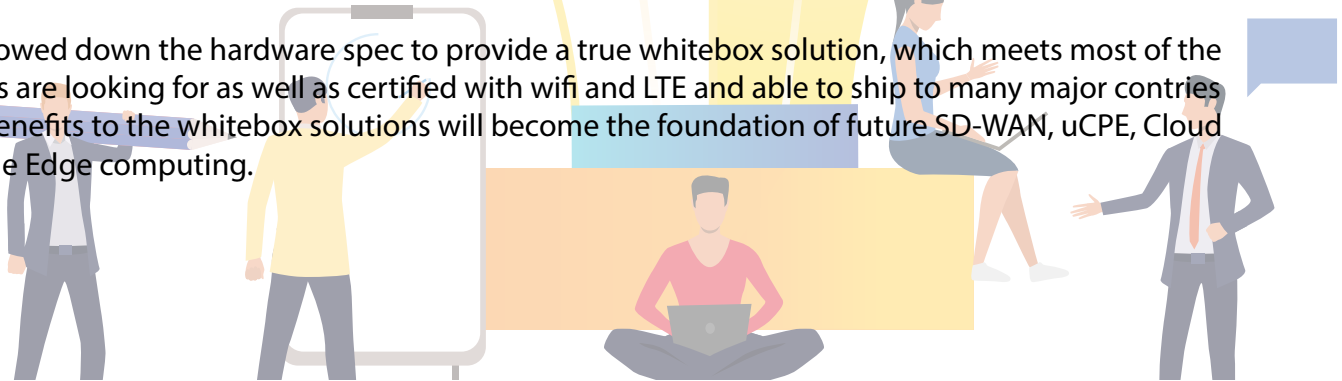 owed down the hardware spec to provide a true whitebox solution, which meets most of the
s are looking for as well as certified with wifi and LTE and able to ship to many major contries
enefits to the whitebox solutions will become the foundation of future SD-WAN, uCPE, Cloud
e Edge computing.